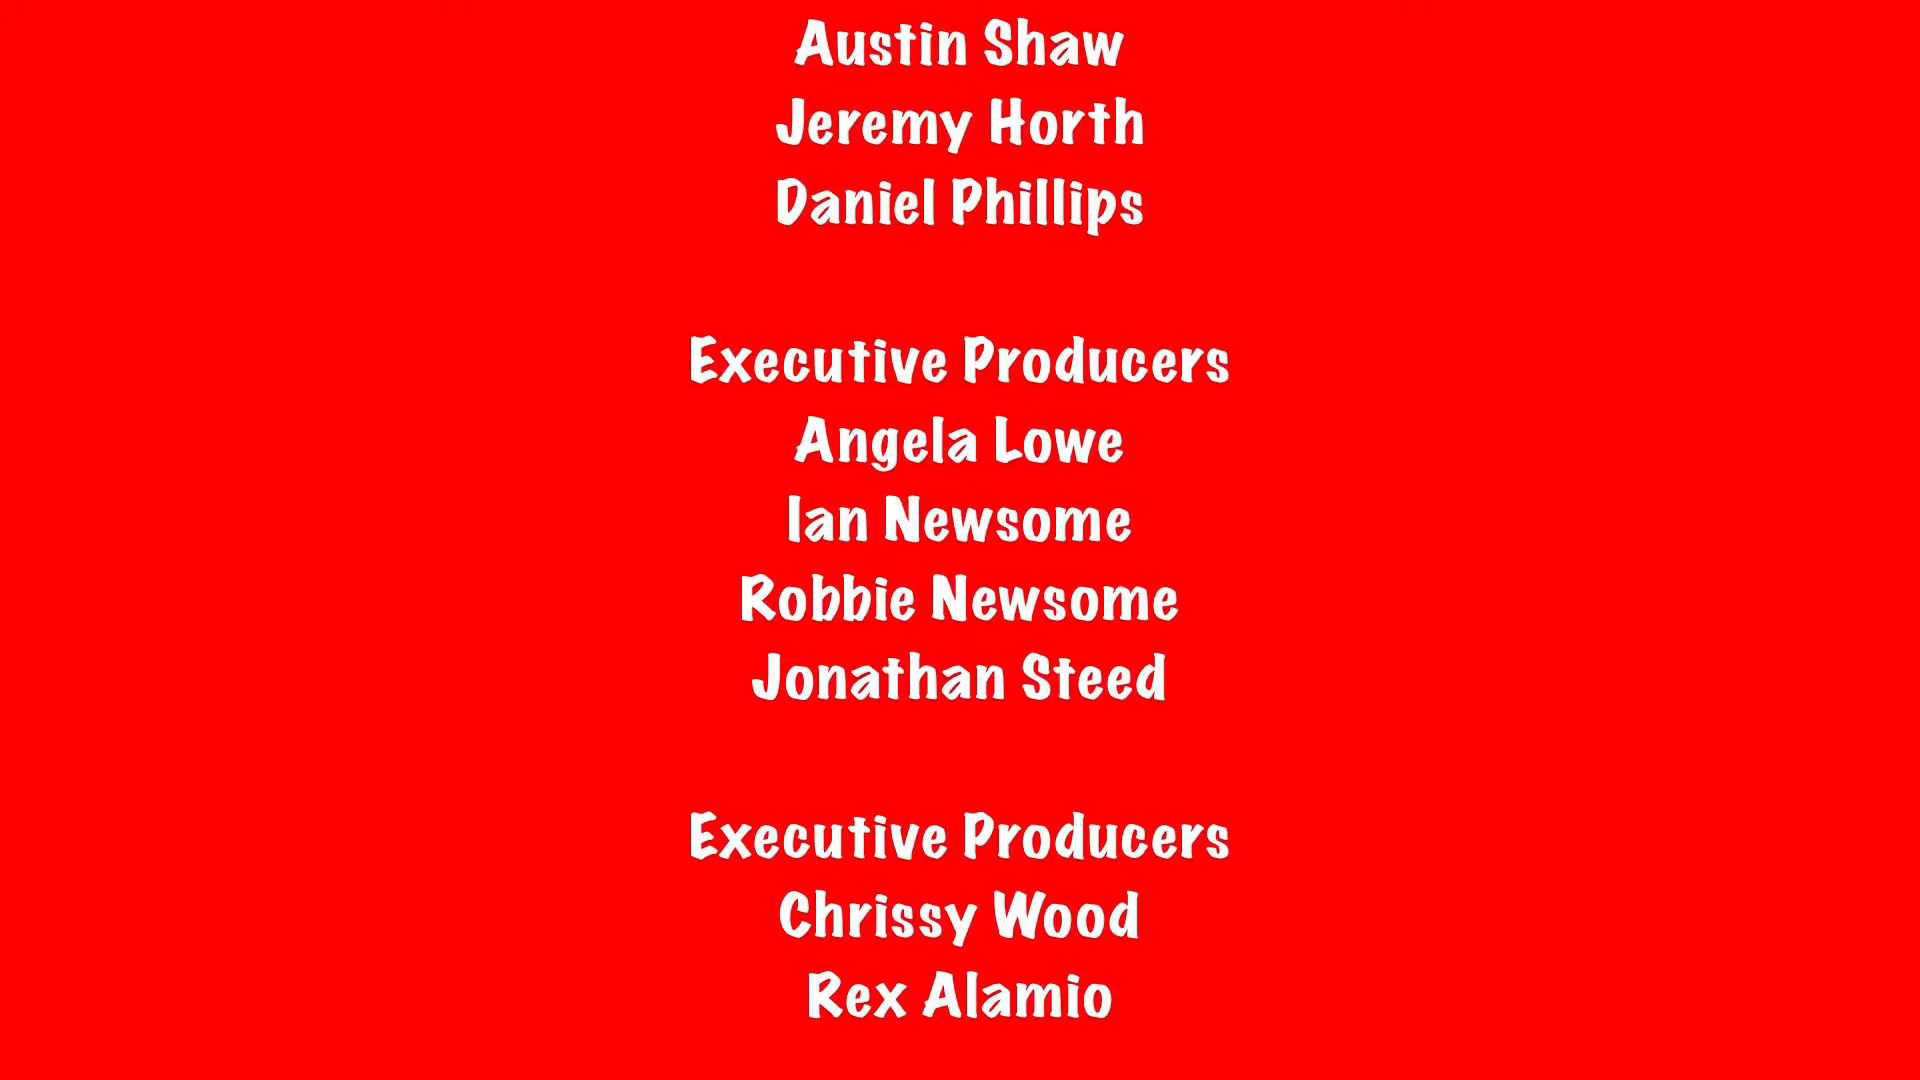 Austin Shaw
Jeremy Horth
Daniel Phillips
Executive Producers
Angela Lowe
Ian Newsome
Robbie Newsome
Jonathan Steed
Executive Producers
Chrissy Wood
Rex Alamio